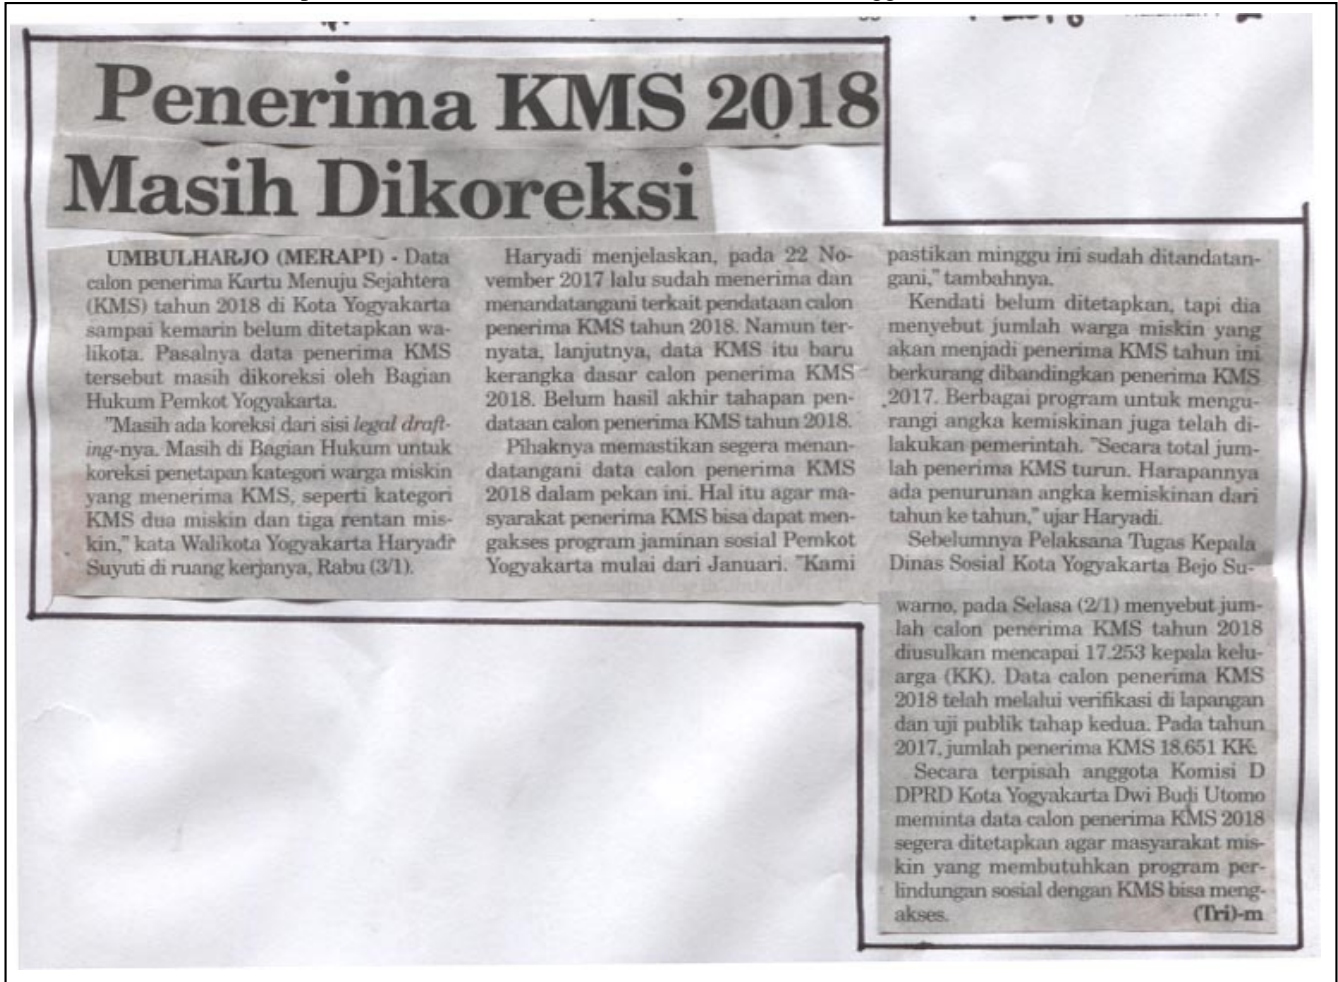 Penerima KMS 2018
Masih Dikoreksi
UMBULHARJO (MERAPI) - Data
calon penerima Kartu Menuju Sejahtera
(KMS) tahun 2018 di Kota Yogyakarta
sampai kemarin belum ditetapkan wa-
likota. Pasalnya data penerima KMS
tersebut masih dikoreksi oleh Bagian
Hukum Pemkot Yogyakarta.
"Masih ada koreksi dari sisi legal draft-
ing-nya. Masih di Bagian Hukum untuk
koreksi penetapan kategori warga miskin
yang menerima KMS, seperti kategori
KMS dua miskin dan tiga rentan mis-
kin," kata Walikota Yogyakarta Haryadi
Suyuti di ruang kerjanya, Rabu (3/1).
Haryadi menjelaskan, pada 22 No-
vember 2017 lalu sudah menerima dan
menandatangani terkait pendataan calon
penerima KMS tahun 2018. Namun ter-
nyata, lanjutnya, data KMS itu baru
kerangka dasar calon penerima KMS
2018. Belum hasil akhir tahapan pen-
dataan calon penerima KMS tahun 2018.
Pihaknya memastikan segera menan-
datangani data calon penerima KMS
2018 dalam pekan ini. Hal itu agar ma-
syarakat penerima KMS bisa dapat men-
gakses program jaminan sosial Pemkot
Yogyakarta mulai dari Januari. "Kami
pastikan minggu ini sudah ditandatan-
gani," tambahnya.
Kendati belum ditetapkan, tapi dia
menyebut jumlah warga miskin yang
akan menjadi penerima KMS tahun ini
berkurang dibandingkan penerima KMS
2017. Berbagai program untuk mengu-
rangi angka kemiskinan juga telah di-
lakukan pemerintah. "Secara total jum-
lah penerima KMS turun. Harapannya
ada penurunan angka kemiskinan dari
tahun ke tahun," ujar Haryadi.
Sebelumnya Pelaksana Tugas Kepala
Dinas Sosial Kota Yogyakarta Bejo Su-
warno, pada Selasa (2/1) menyebut jum-
lah calon penerima KMS tahun 2018
diusulkan mencapai 17.253 kepala kelu-
arga (KK). Data calon penerima KMS
2018 telah melalui verifikasi di lapangan
dan uji publik tahap kedua. Pada tahun
2017, jumlah penerima KMS 18.651 KK.
Secara terpisah anggota Komisi D
DPRD Kota Yogyakarta Dwi Budi Utomo
meminta data calon penerima KMS 2018
segera ditetapkan agar masyarakat mis-
kin yang membutuhkan program per-
lindungan sosial dengan KMS bisa meng-
akses. (Tri)-m